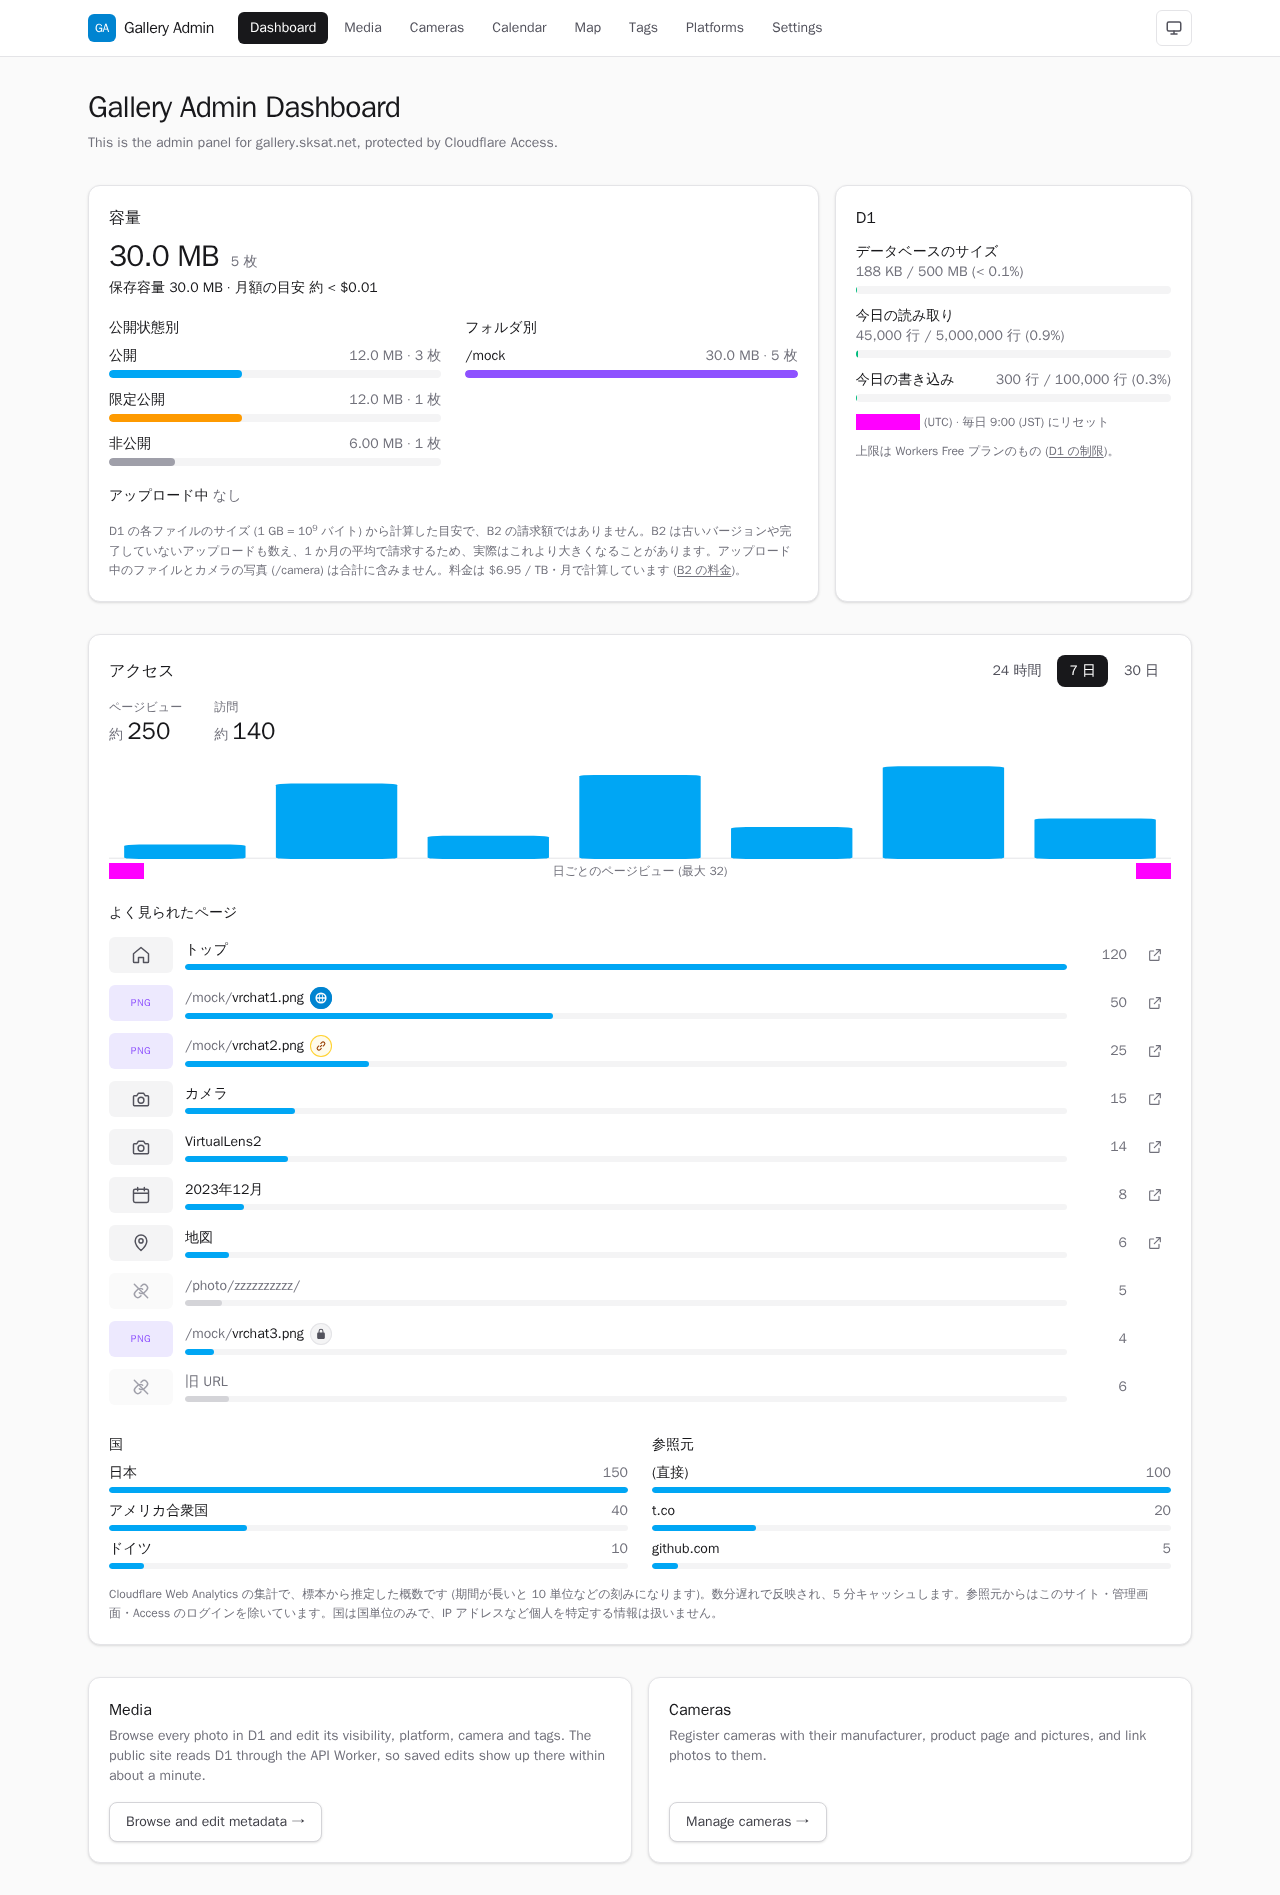 GA Gallery Admin Dashboard Media Cameras Calendar Map Tags Platforms Settings
Gallery Admin Dashboard
This is the admin panel for gallery.sksat.net, protected by Cloudflare Access.
容量
30.0 MB 5 枚
保存容量 30.0 MB · 月額の目安 約 < $0.01
公開状態別
公開 12.0 MB · 3 枚
限定公開 12.0 MB · 1 枚
非公開 6.00 MB · 1 枚
フォルダ別
/mock 30.0 MB · 5 枚
アップロード中 なし
D1 の各ファイルのサイズ (1 GB = 10⁹ バイト) から計算した目安で、B2 の請求額ではありません。B2 は古いバージョンや完
了していないアップロードも数え、1 か月の平均で請求するため、実際はこれより大きくなることがあります。アップロード
中のファイルとカメラの写真 (/camera) は合計に含みません。料金は $6.95 / TB・月で計算しています (B2 の料金)。
D1
データベースのサイズ
188 KB / 500 MB (< 0.1%)
今日の読み取り
45,000 行 / 5,000,000 行 (0.9%)
今日の書き込み 300 行 / 100,000 行 (0.3%)
(UTC) · 毎日 9:00 (JST) にリセット
上限は Workers Free プランのもの (D1 の制限)。
アクセス 24 時間 7 日 30 日
ページビュー 訪問
約 250 約 140
日ごとのページビュー (最大 32)
よく見られたページ
トップ 120
PNG /mock/vrchat1.png 50
PNG /mock/vrchat2.png 25
カメラ 15
VirtualLens2 14
2023年12月 8
地図 6
/photo/zzzzzzzzzz/ 5
PNG /mock/vrchat3.png 4
旧 URL 6
国
日本 150
アメリカ合衆国 40
ドイツ 10
参照元
(直接) 100
t.co 20
github.com 5
Cloudflare Web Analytics の集計で、標本から推定した概数です (期間が長いと 10 単位などの刻みになります)。数分遅れで反映され、5 分キャッシュします。参照元からはこのサイト・管理画
面・Access のログインを除いています。国は国単位のみで、IP アドレスなど個人を特定する情報は扱いません。
Media
Browse every photo in D1 and edit its visibility, platform, camera and tags. The
public site reads D1 through the API Worker, so saved edits show up there within
about a minute.
Browse and edit metadata →
Cameras
Register cameras with their manufacturer, product page and pictures, and link
photos to them.
Manage cameras →